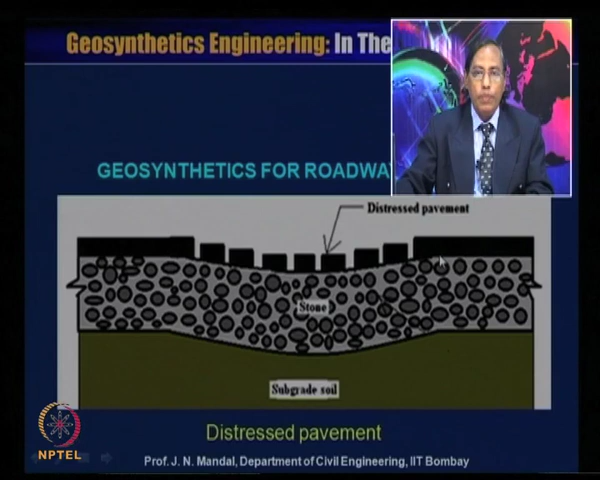 Geosynthetics Engineering: In The
GEOSYNTHETICS FOR ROADWAY
Distressed pavement
Stone
Subgrade soil
Distressed pavement
NPTEL
Prof. J. N. Mandal, Department of Civil Engineering, IIT Bombay